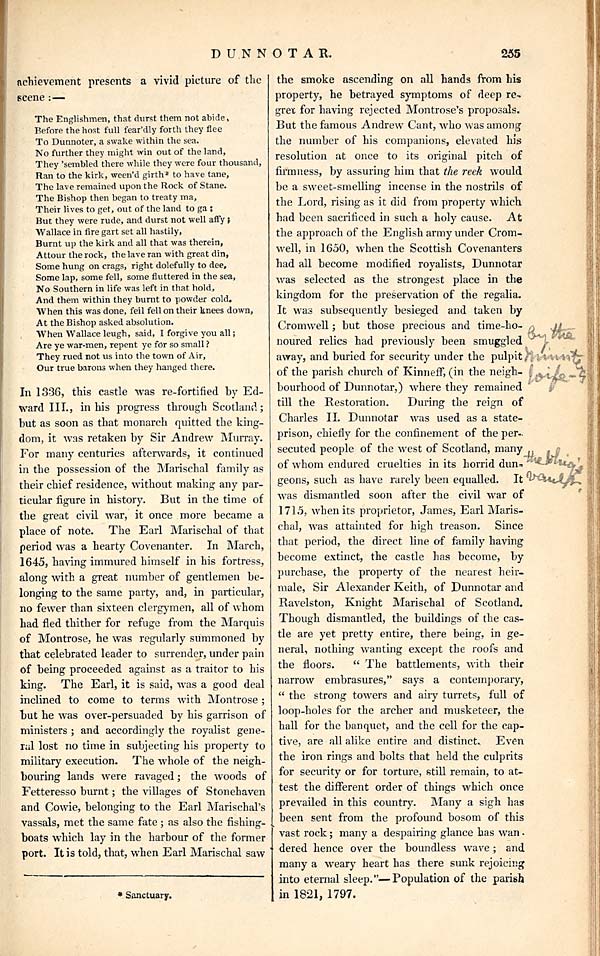 DUNNOTAR.
255
achievement presents a vivid picture of the
scene :—
The Englishmen, that durst them not abide,
Before the host full fear'dly forth they flee
To Dunnoter, a swake within the sea.
No further they might win out of the land,
They 'sembled there while they were four thousand,
Ran to the kirk, ween'd girth* to have tane,
The lave remained upon the Rock of Stane.
The Bishop then began to treaty ma,
Their lives to get, out of the land to ga :
But they were rude, and durst not well affy ;
Wallace in fire gart set all hastily,
Burnt up the kirk and all that was therein,
Attour the rock, the lave ran with great din,
Some hung on crags, right dolefully to dee,
Some lap, some fell, some fluttered in the sea,
No Southern in life was left in that hold,
And them within they burnt to powder cold.
When this was done, feil fell on their knees down,
At the Bishop asked absolution.
When Wallace leugh, said, I forgive you all ;
Are ye war-men, repent ye for so small ?
They rued not us into the town of Air,
Our true barons when they hanged there.
In 1336, this castle was re-fortified by Ed-
ward III., in his progress through Scotland ;
but as soon as that monarch quitted the king-
dom, it was retaken by Sir Andrew Murray.
For many centuries afterwards, it continued
in the possession of the Marischal family as
their chief residence, without making any par-
ticular figure in history. But in the time of
the great civil war, it once more became a
place of note. The Earl Marischal of that
period was a hearty Covenanter. In March,
1645, having immured himself in his fortress,
along with a great number of gentlemen be-
longing to the same party, and, in particular,
no fewer than sixteen clergymen, all of whom
had fled thither for refuge from the Marquis
of Montrose, he was regularly summoned by
that celebrated leader to surrender, under pain
of being proceeded against as a traitor to his
king. The Earl, it is said, was a good deal
inclined to come to terms with Montrose ;
but he was over-persuaded by his garrison of
ministers ; and accordingly the royalist gene-
ral lost no time in subjecting his property to
military execution. The whole of the neigh-
bouring lands were ravaged ; the woods of
Fetteresso burnt ; the villages of Stonehaven
and Cowie, belonging to the Earl Marischal's
vassals, met the same fate ; as also the fishing-
boats which lay in the harbour of the former
port. It is told, that, when Earl Marischal saw
* Sanctuary.
the smoke ascending on all hands from his
property, he betrayed symptoms of deep re-
gret for having rejected Montrose's proposals.
But the famous Andrew Cant, who was among
the number of his companions, elevated his
resolution at once to its original pitch of
firmness, by assuring him that the reek would
be a sweet-smelling incense in the nostrils of
the Lord, rising as it did from property which
had been sacrificed in such a holy cause. At
the approach of the English army under Crom-
well, in 1650, when the Scottish Covenanters
had all become modified royalists, Dunnotar
was selected as the strongest place in the
kingdom for the preservation of the regalia.
It was subsequently besieged and taken by
Cromwell ; but those precious and time-ho-
noured relics had previously been smuggled
away, and buried for security under the pulpit
of the parish church of Kinneff, (in the neigh-
bourhood of Dunnotar,) where they remained
till the Restoration. During the reign of
Charles II. Dunnotar was used as a state-
prison, chiefly for the confinement of the per-
secuted people of the west of Scotland, many
of whom endured cruelties in its horrid dun-
geons, such as have rarely been equalled. It
was dismantled soon after the civil war of
1715, when its proprietor, James, Earl Maris-
chal, was attainted for high treason. Since
that period, the direct line of family having
become extinct, the castle has become, by
purchase, the property of the nearest heir-
male, Sir Alexander Keith, of Dunnotar and
Ravelston, Knight Marischal of Scotland.
Though dismantled, the buildings of the cas-
tle are yet pretty entire, there being, in ge-
neral, nothing wanting except the roofs and
the floors. " The battlements, with their
narrow embrasures," says a contemporary,
" the strong towers and airy turrets, full of
loop-holes for the archer and musketeer, the
hall for the banquet, and the cell for the cap-
tive, are all alike entire and distinct. Even
the iron rings and bolts that held the culprits
for security or for torture, still remain, to at-
test the different order of things which once
prevailed in this country. Many a sigh has
been sent from the profound bosom of this
vast rock ; many a despairing glance has wan-
dered hence over the boundless wave ; and
many a weary heart has there sunk rejoicing
into eternal sleep."—Population of the parish
in 1821, 1797.
by the
wife
the Whig's
vault